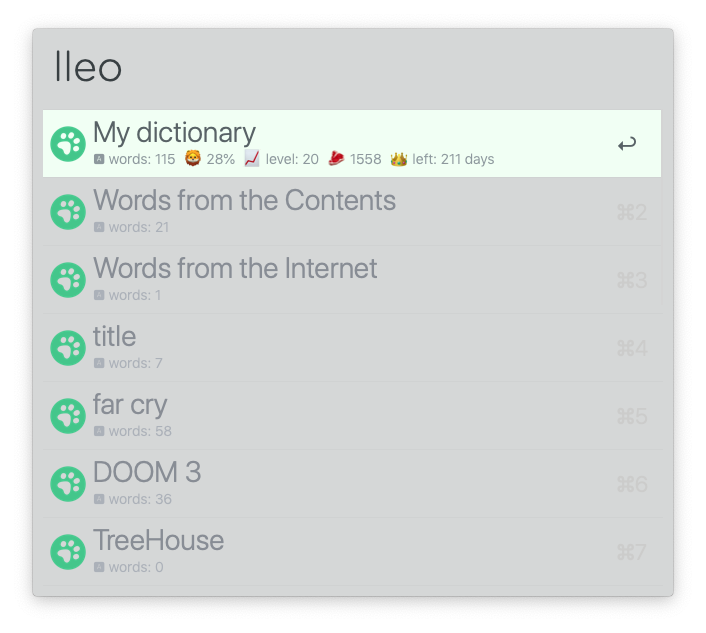 lleo
My dictionary
words: 115 🦁 28% 📈 level: 20 🥩 1558 👑 left: 211 days
Words from the Contents
words: 21
⌘2
Words from the Internet
words: 1
⌘3
title
words: 7
⌘4
far cry
words: 58
⌘5
DOOM 3
words: 36
⌘6
TreeHouse
words: 0
⌘7